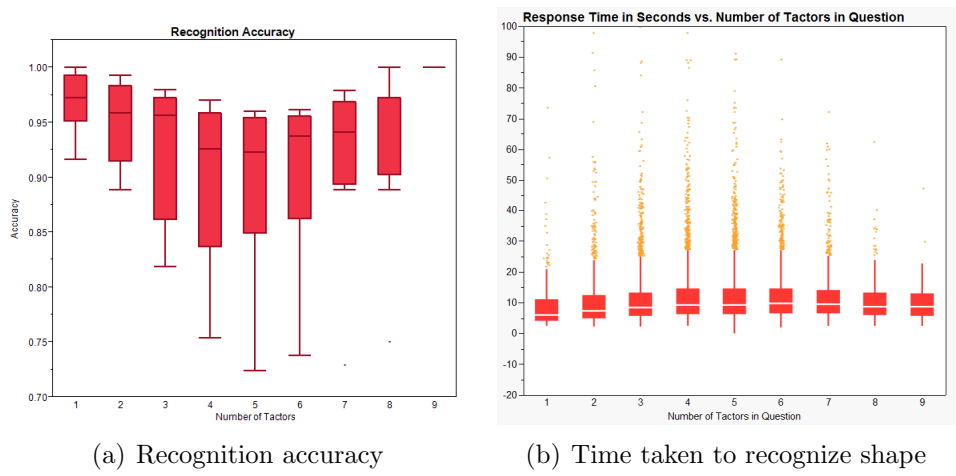 Recognition Accuracy
1.00
0.95
0.90
0.85
0.80
0.75
0.70
Accuracy
1 2 3 4 5 6 7 8 9
Number of Tactors
(a) Recognition accuracy
Response Time in Seconds vs. Number of Tactors in Question
100
90
80
70
60
50
40
30
20
10
0
-10
-20
1 2 3 4 5 6 7 8 9
Number of Tactors in Question
(b) Time taken to recognize shape